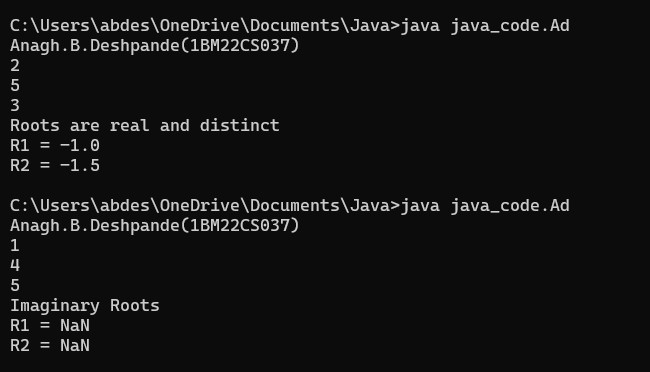 C:\Users\abdes\OneDrive\Documents\Java>java java_code.Ad
Anagh.B.Deshpande(1BM22CS037)
2
5
3
Roots are real and distinct
R1 = -1.0
R2 = -1.5
C:\Users\abdes\OneDrive\Documents\Java>java java_code.Ad
Anagh.B.Deshpande(1BM22CS037)
1
4
5
Imaginary Roots
R1 = NaN
R2 = NaN